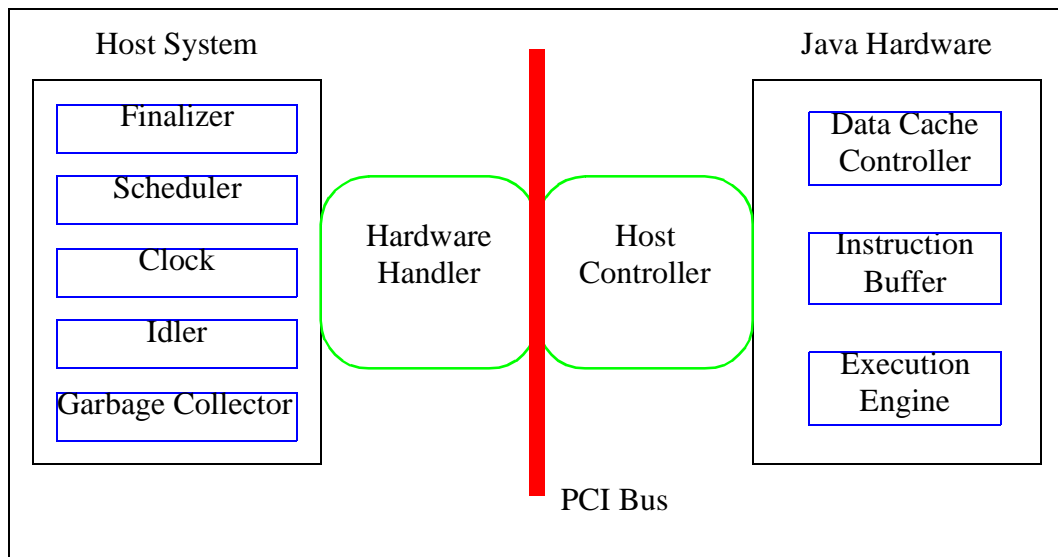 Host System
Finalizer
Scheduler
Clock
Idler
Garbage Collector
Hardware
Handler
Host
Controller
PCI Bus
Java Hardware
Data Cache
Controller
Instruction
Buffer
Execution
Engine